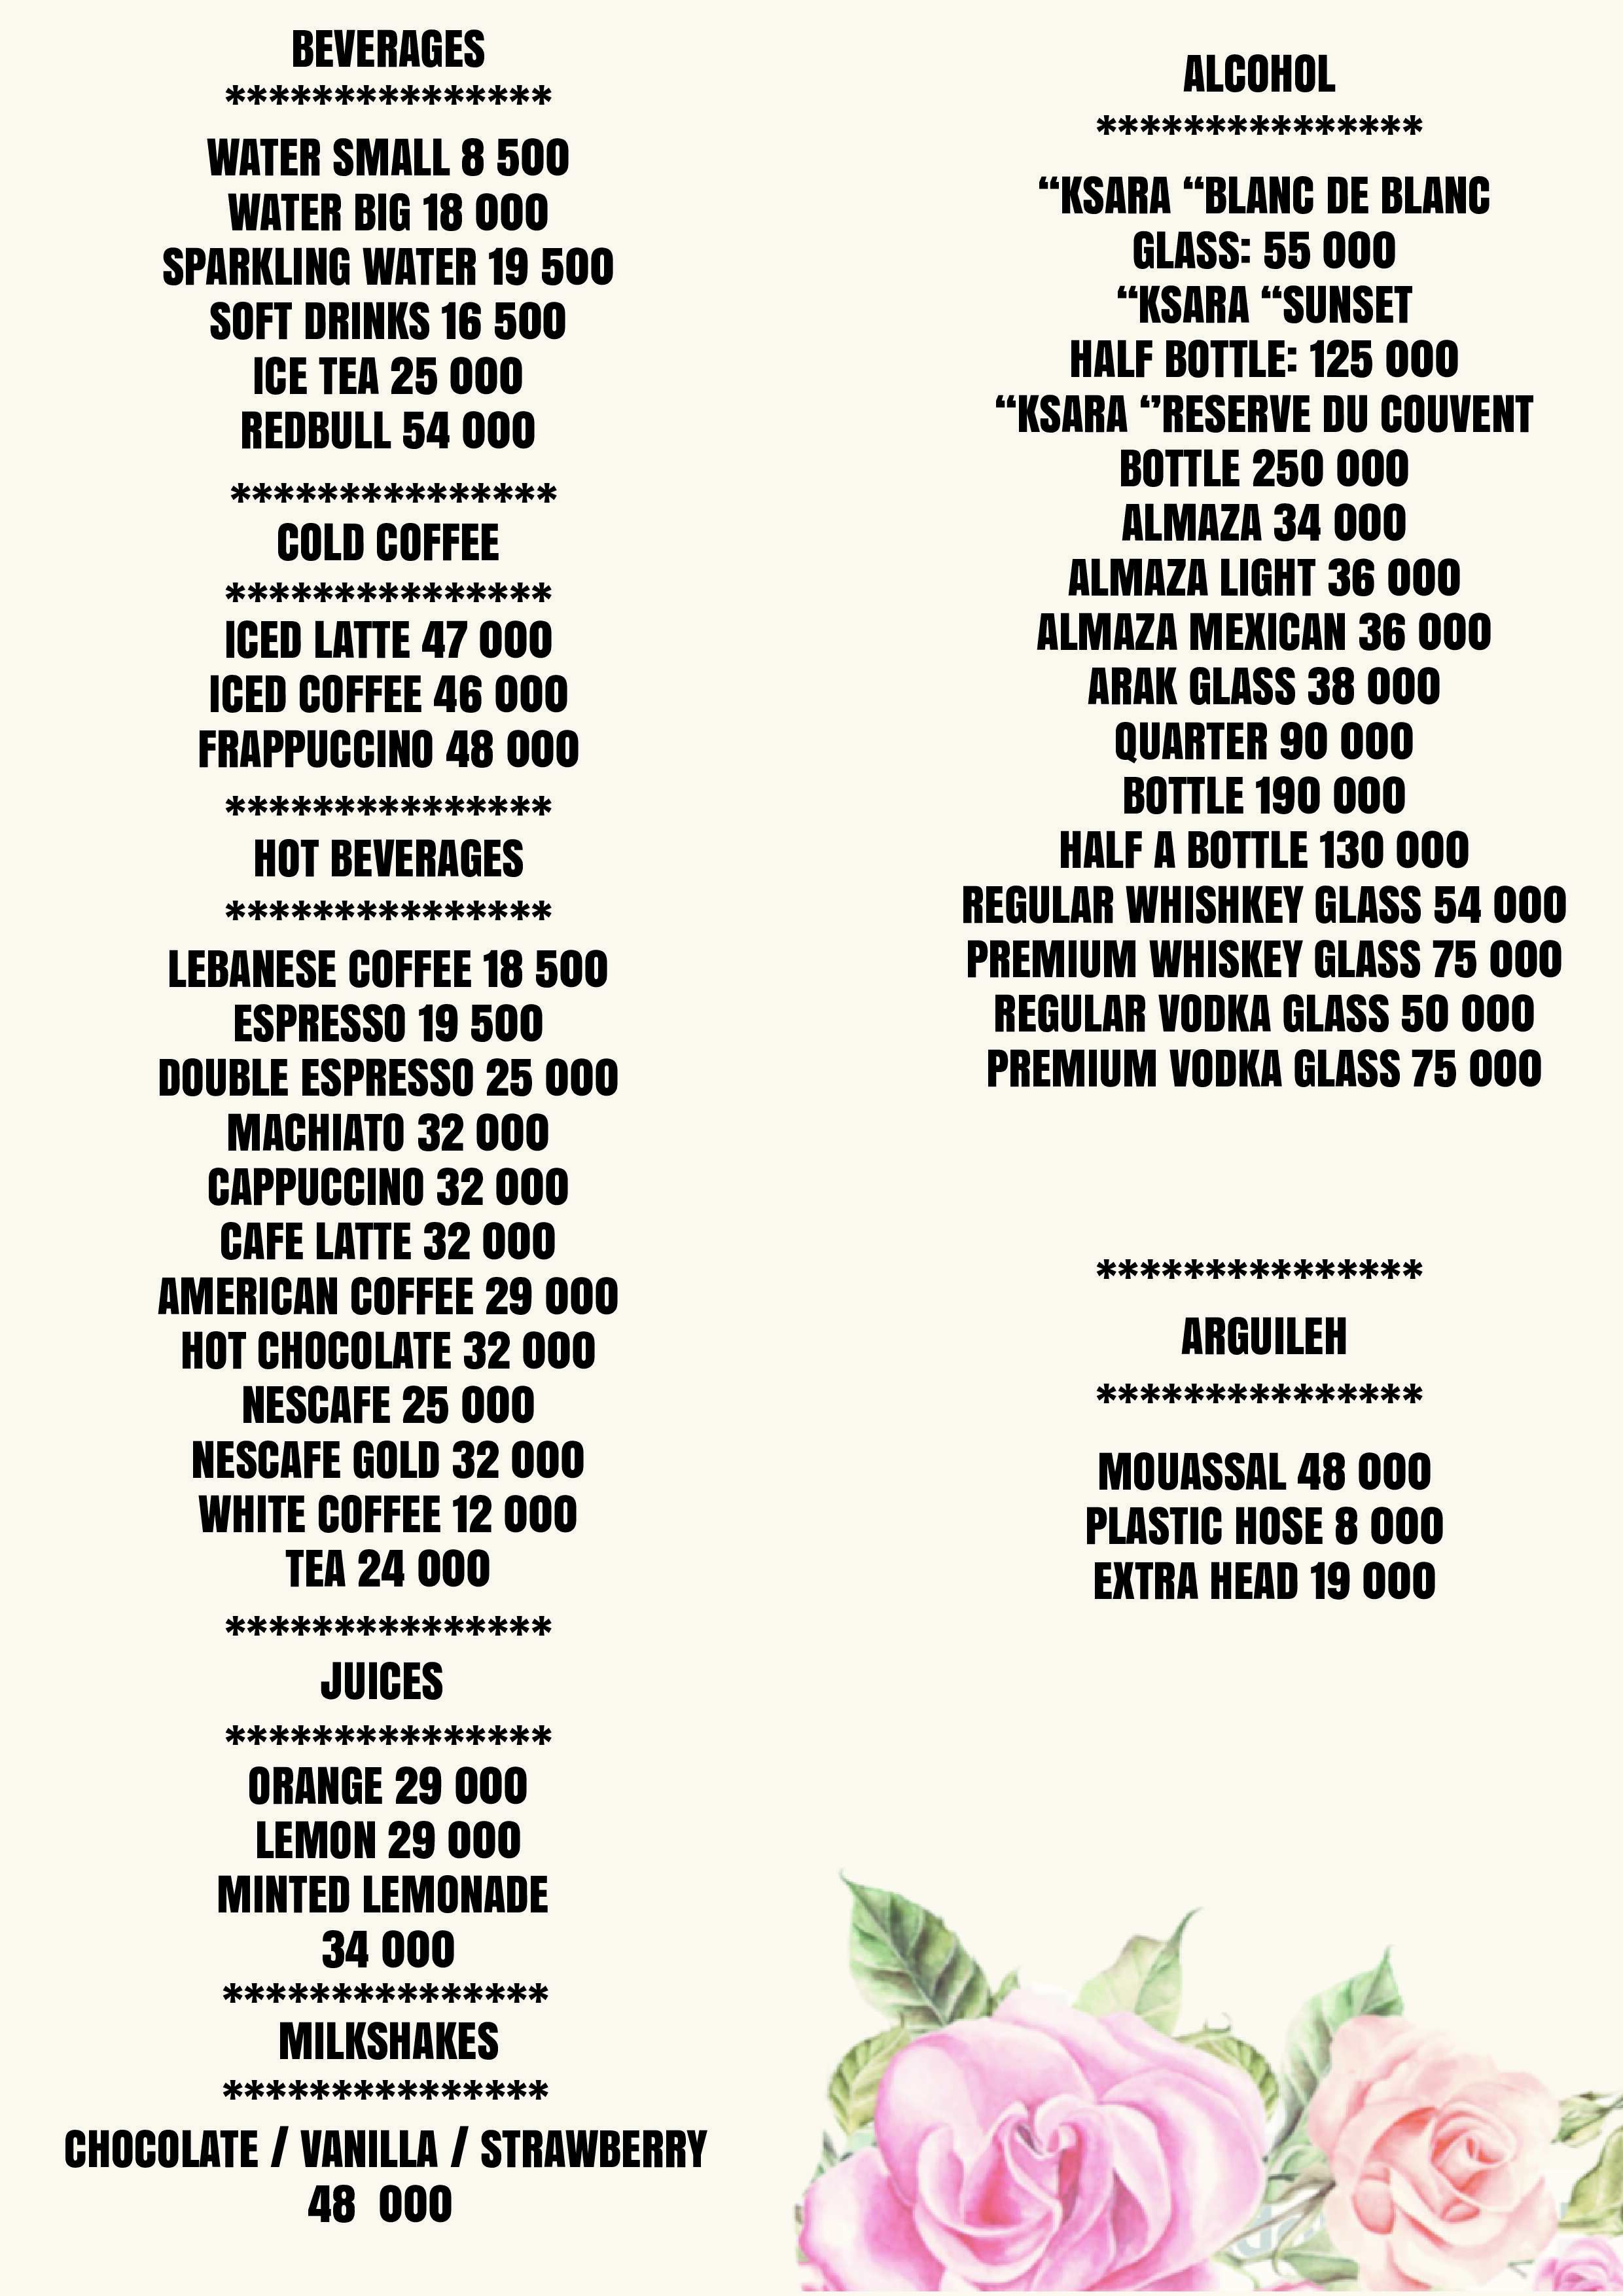 BEVERAGES
***************
WATER SMALL 8 500
WATER BIG 18 000
SPARKLING WATER 19 500
SOFT DRINKS 16 500
ICE TEA 25 000
REDBULL 54 000
***************
COLD COFFEE
***************
ICED LATTE 47 000
ICED COFFEE 46 000
FRAPPUCCINO 48 000
***************
HOT BEVERAGES
***************
LEBANESE COFFEE 18 500
ESPRESSO 19 500
DOUBLE ESPRESSO 25 000
MACHIATO 32 000
CAPPUCCINO 32 000
CAFE LATTE 32 000
AMERICAN COFFEE 29 000
HOT CHOCOLATE 32 000
NESCAFE 25 000
NESCAFE GOLD 32 000
WHITE COFFEE 12 000
TEA 24 000
***************
JUICES
***************
ORANGE 29 000
LEMON 29 000
MINTED LEMONADE
34 000
***************
MILKSHAKES
***************
CHOCOLATE / VANILLA / STRAWBERRY
48  000
ALCOHOL
***************
“KSARA “BLANC DE BLANC
GLASS: 55 000
“KSARA “SUNSET
HALF BOTTLE: 125 000
“KSARA ‘’RESERVE DU COUVENT
BOTTLE 250 000
ALMAZA 34 000
ALMAZA LIGHT 36 000
ALMAZA MEXICAN 36 000
ARAK GLASS 38 000
QUARTER 90 000
BOTTLE 190 000
HALF A BOTTLE 130 000
REGULAR WHISHKEY GLASS 54 000
PREMIUM WHISKEY GLASS 75 000
REGULAR VODKA GLASS 50 000
PREMIUM VODKA GLASS 75 000
***************
ARGUILEH
***************
MOUASSAL 48 000
PLASTIC HOSE 8 000
EXTRA HEAD 19 000